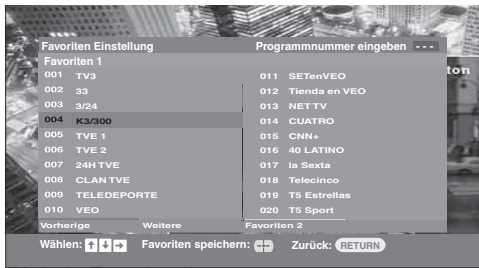 Favoriten Einstellung Programmnummer eingeben - - -
Favoriten 1
ton
001 TV3
002 33
003 3/24
004 K3/300
005 TVE 1
006 TVE 2
007 24H TVE
008 CLAN TVE
009 TELEDEPORTE
010 VEO
011 SETenVEO
012 Tienda en VEO
013 NET TV
014 CUATRO
015 CNN+
016 40 LATINO
017 la Sexta
018 Telecinco
019 T5 Estrellas
020 T5 Sport
Vorherige Weitere Favoriten 2
Wählen: ↑ ↓ → Favoriten speichern: -/-- Zurück: RETURN